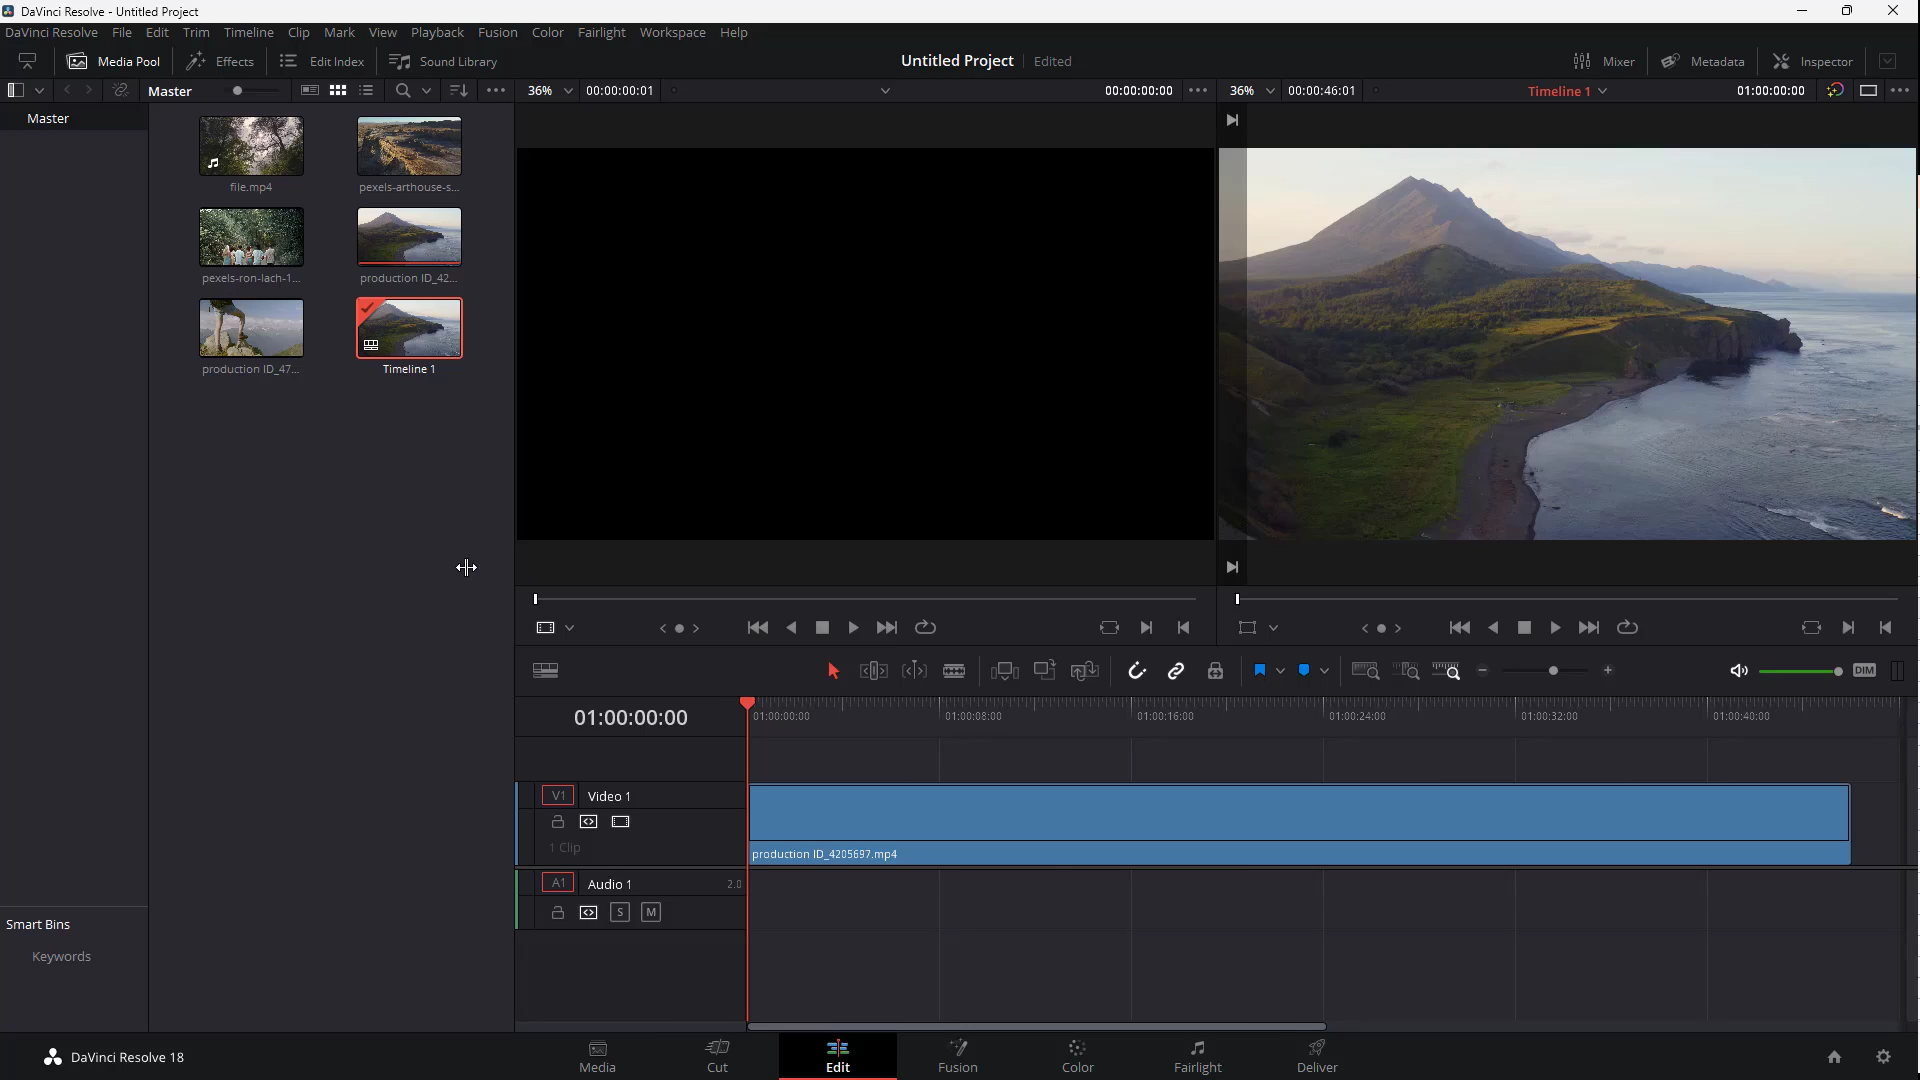 DaVinci Resolve - Untitled Project
DaVinci Resolve File Edit Trim Timeline Clip Mark View Playback Fusion Color Fairlight Workspace Help
Media Pool Effects Edit Index Sound Library Untitled Project Edited Mixer Metadata Inspector
Master 36% 00:00:00:01 00:00:00:00 36% 00:00:46:01 Timeline 1 01:00:00:00
Master
file.mp4 pexels-arthouse-s...
pexels-ron-lach-1... production ID_42...
production ID_47... Timeline 1
DIM
01:00:00:00 01:00:00:00 01:00:08:00 01:00:16:00 01:00:24:00 01:00:32:00 01:00:40:00
V1 Video 1
1 Clip
production ID_4205697.mp4
A1 Audio 1 2.0
S M
Smart Bins
Keywords
DaVinci Resolve 18
Media Cut Edit Fusion Color Fairlight Deliver